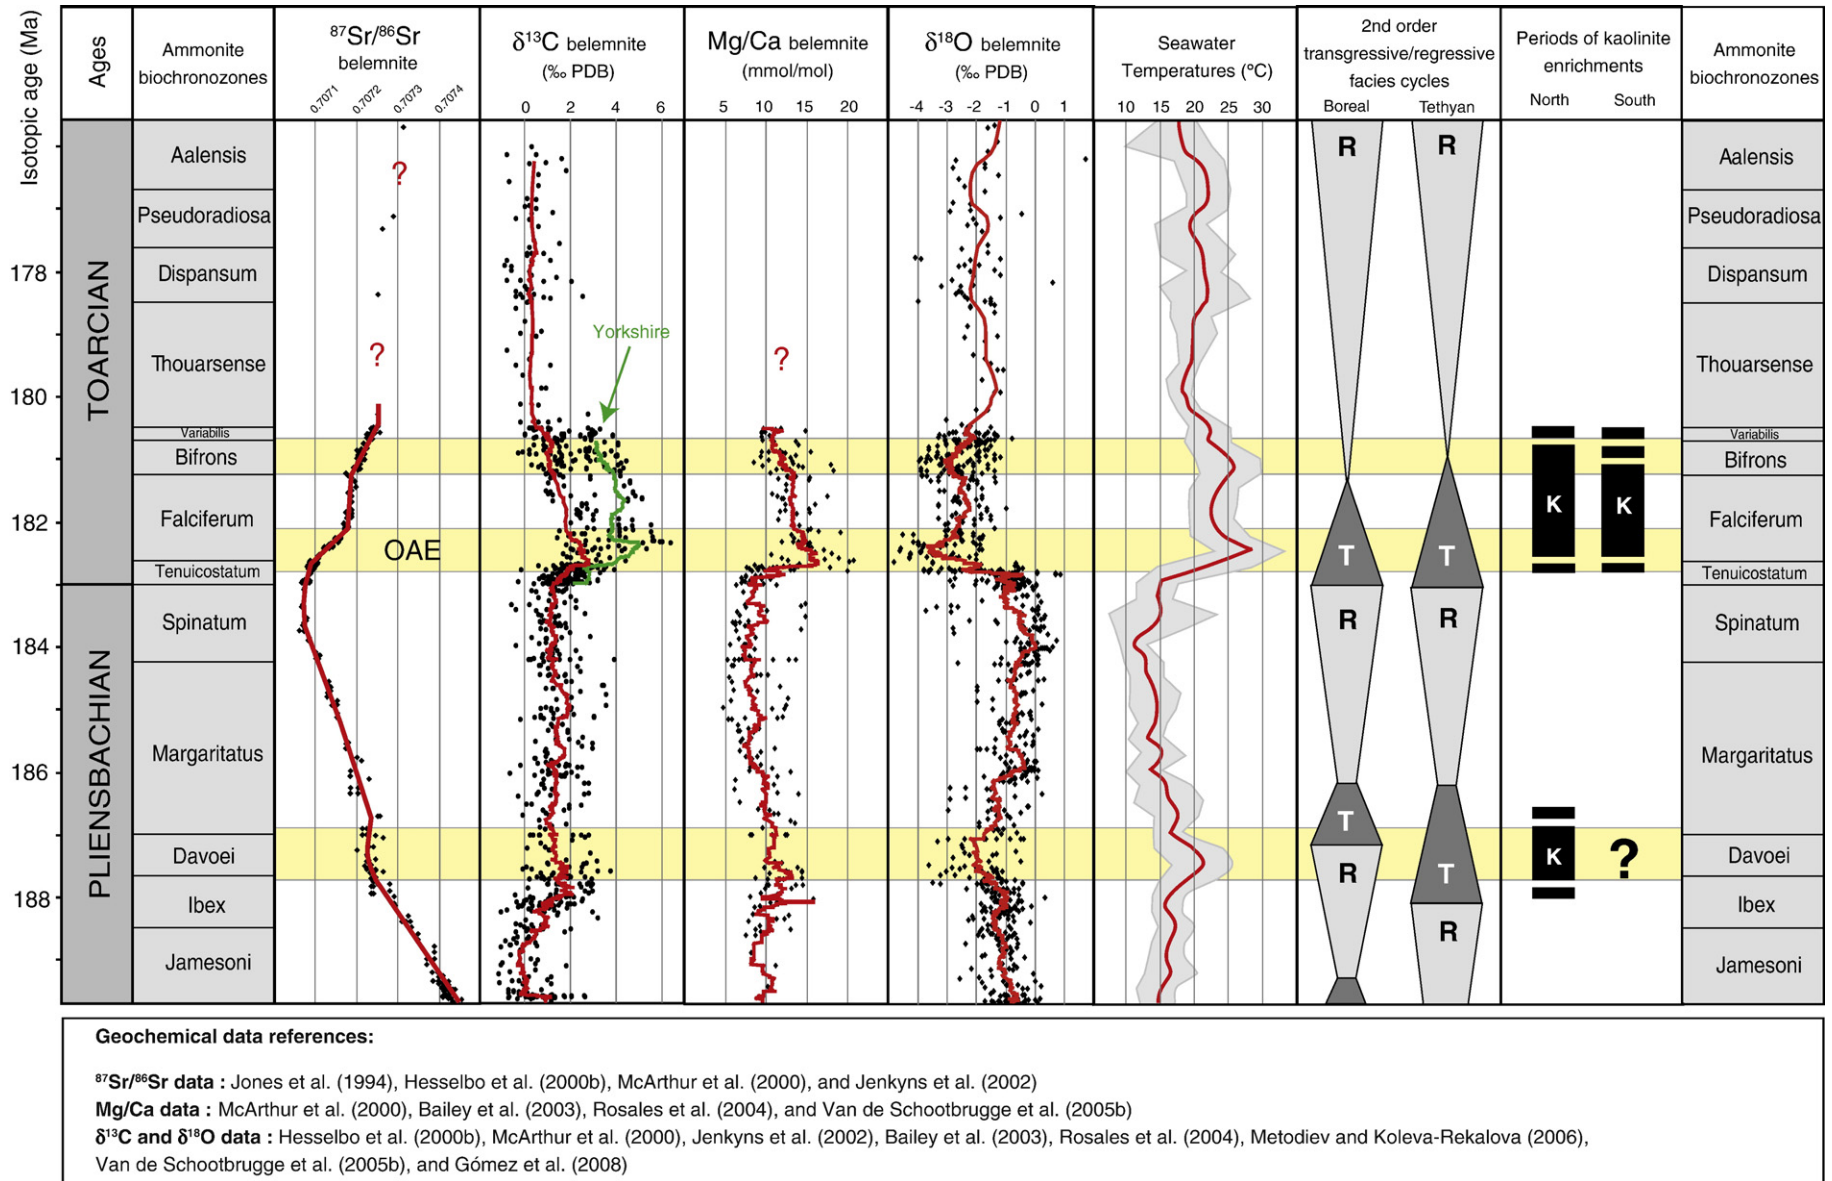 Isotopic age (Ma)
Ages
Ammonite
biochronozones
87Sr/86Sr
belemnite
0.7071
0.7072
0.7073
0.7074
δ13C belemnite
(‰ PDB)
0 2 4 6
Mg/Ca belemnite
(mmol/mol)
5 10 15 20
δ18O belemnite
(‰ PDB)
-4 -3 -2 -1 0 1
Seawater
Temperatures (ºC)
10 15 20 25 30
2nd order
transgressive/regressive
facies cycles
Boreal Tethyan
Periods of kaolinite
enrichments
North South
Ammonite
biochronozones
TOARCIAN
PLIENSBACHIAN
178
180
182
184
186
188
Aalensis
Pseudoradiosa
Dispansum
Thouarsense
Variabilis
Bifrons
Falciferum
Tenuicostatum
Spinatum
Margaritatus
Davoei
Ibex
Jamesoni
?
?
OAE
Yorkshire
?
R
T
R
T
R
R
T
R
T
R
K
K
K
?
Aalensis
Pseudoradiosa
Dispansum
Thouarsense
Variabilis
Bifrons
Falciferum
Tenuicostatum
Spinatum
Margaritatus
Davoei
Ibex
Jamesoni
Geochemical data references:
87Sr/86Sr data : Jones et al. (1994), Hesselbo et al. (2000b), McArthur et al. (2000), and Jenkyns et al. (2002)
Mg/Ca data : McArthur et al. (2000), Bailey et al. (2003), Rosales et al. (2004), and Van de Schootbrugge et al. (2005b)
δ13C and δ18O data : Hesselbo et al. (2000b), McArthur et al. (2000), Jenkyns et al. (2002), Bailey et al. (2003), Rosales et al. (2004), Metodiev and Koleva-Rekalova (2006),
Van de Schootbrugge et al. (2005b), and Gómez et al. (2008)